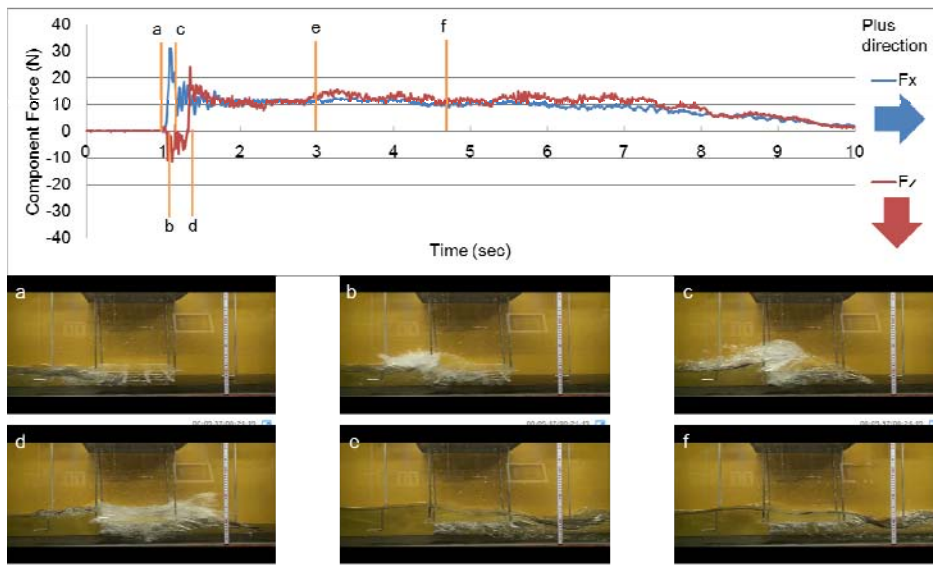 40
30
20
10
0
-10
-20
-30
-40
Component Force (N)
a c e f
b d
0 1 2 3 4 5 6 7 8 9 10
Time (sec)
Plus
direction
Fx
Fz
a b c
d e f